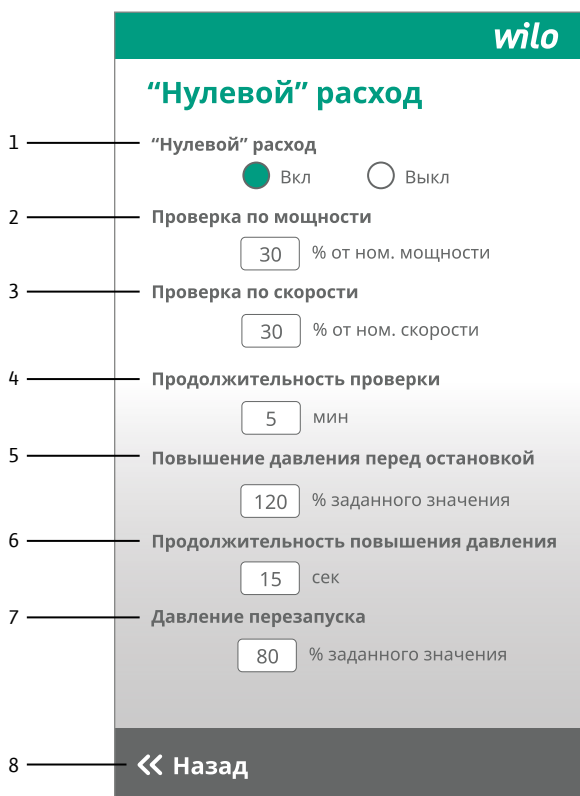 wilo
“Нулевой” расход
1 “Нулевой” расход
Вкл Выкл
2 Проверка по мощности
30 % от ном. мощности
3 Проверка по скорости
30 % от ном. скорости
4 Продолжительность проверки
5 мин
5 Повышение давления перед остановкой
120 % заданного значения
6 Продолжительность повышения давления
15 сек
7 Давление перезапуска
80 % заданного значения
8 Назад